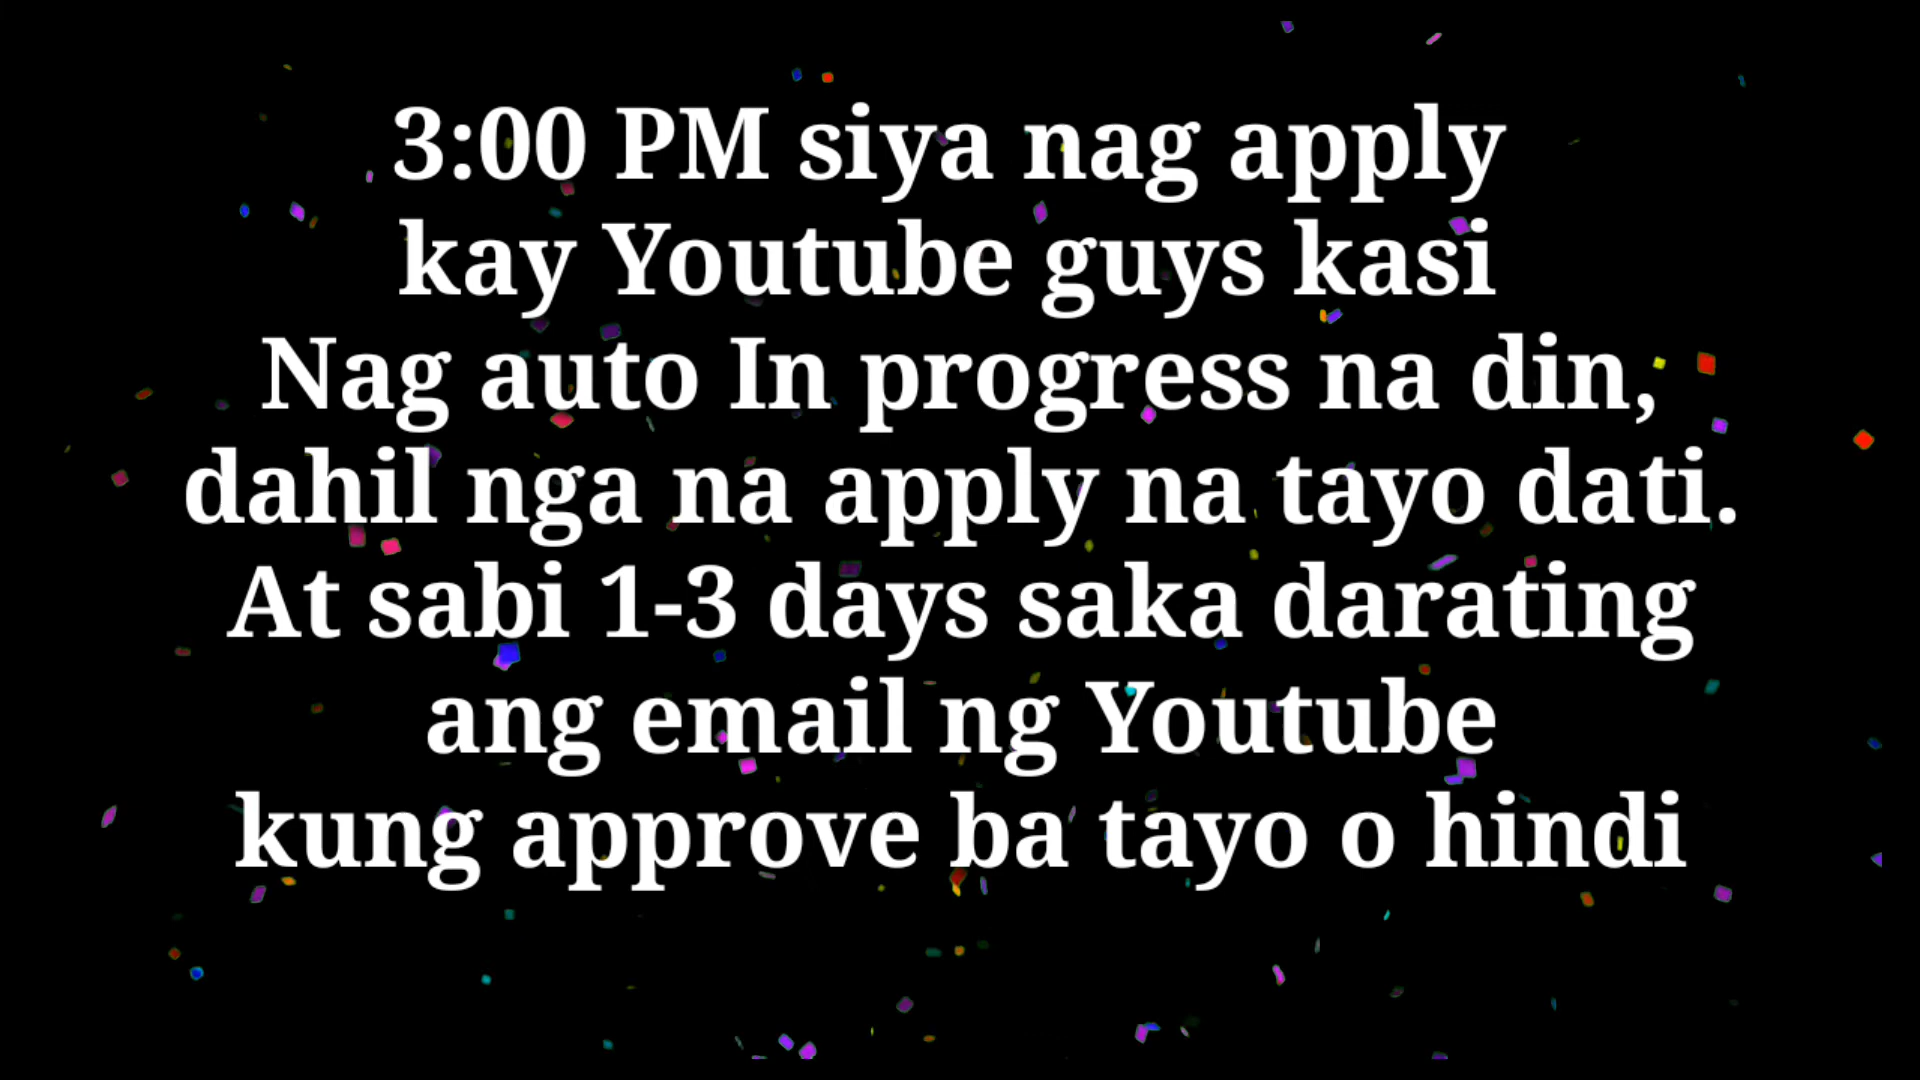 3:00 PM siya nag apply
kay Youtube guys kasi
Nag auto In progress na din,
dahil nga na apply na tayo dati.
At sabi 1-3 days saka darating
ang email ng Youtube
kung approve ba tayo o hindi